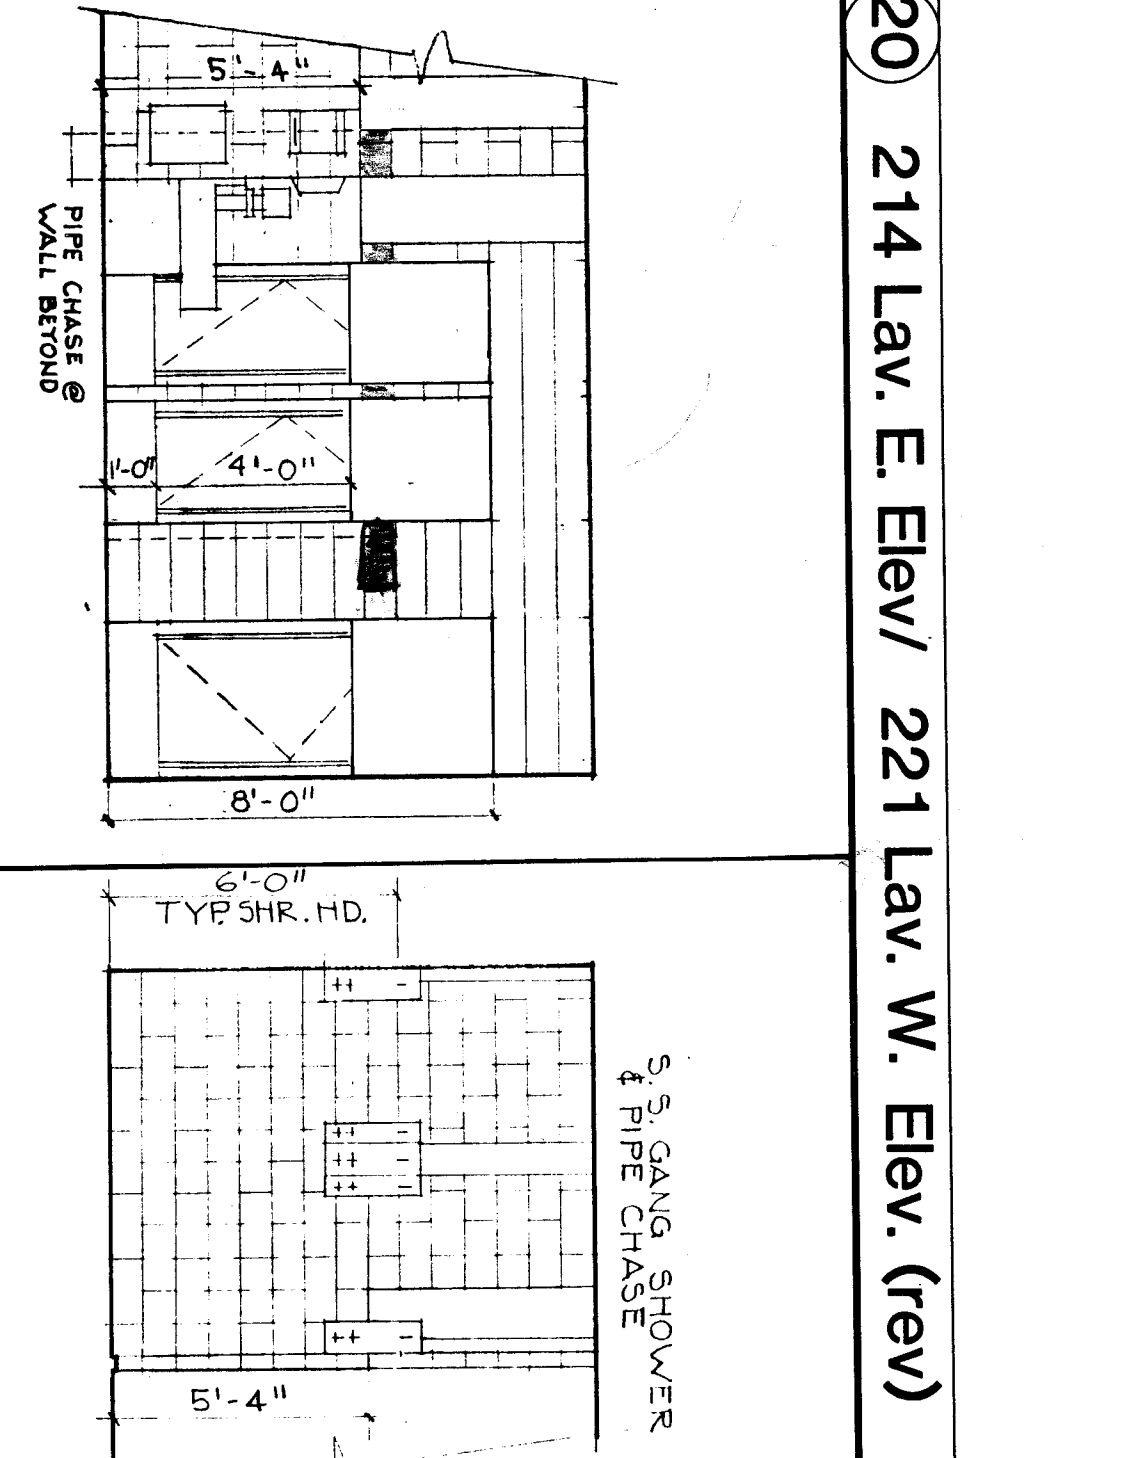 20 214 Lav. E. Elev/ 221 Lav. W. Elev. (rev)
5'-4"
PIPE CHASE @
WALL BEYOND
1'-0"
4'-0"
8'-0"
6'-0"
TYP. SHR. HD.
S. S. GANG SHOWER
& PIPE CHASE
5'-4"